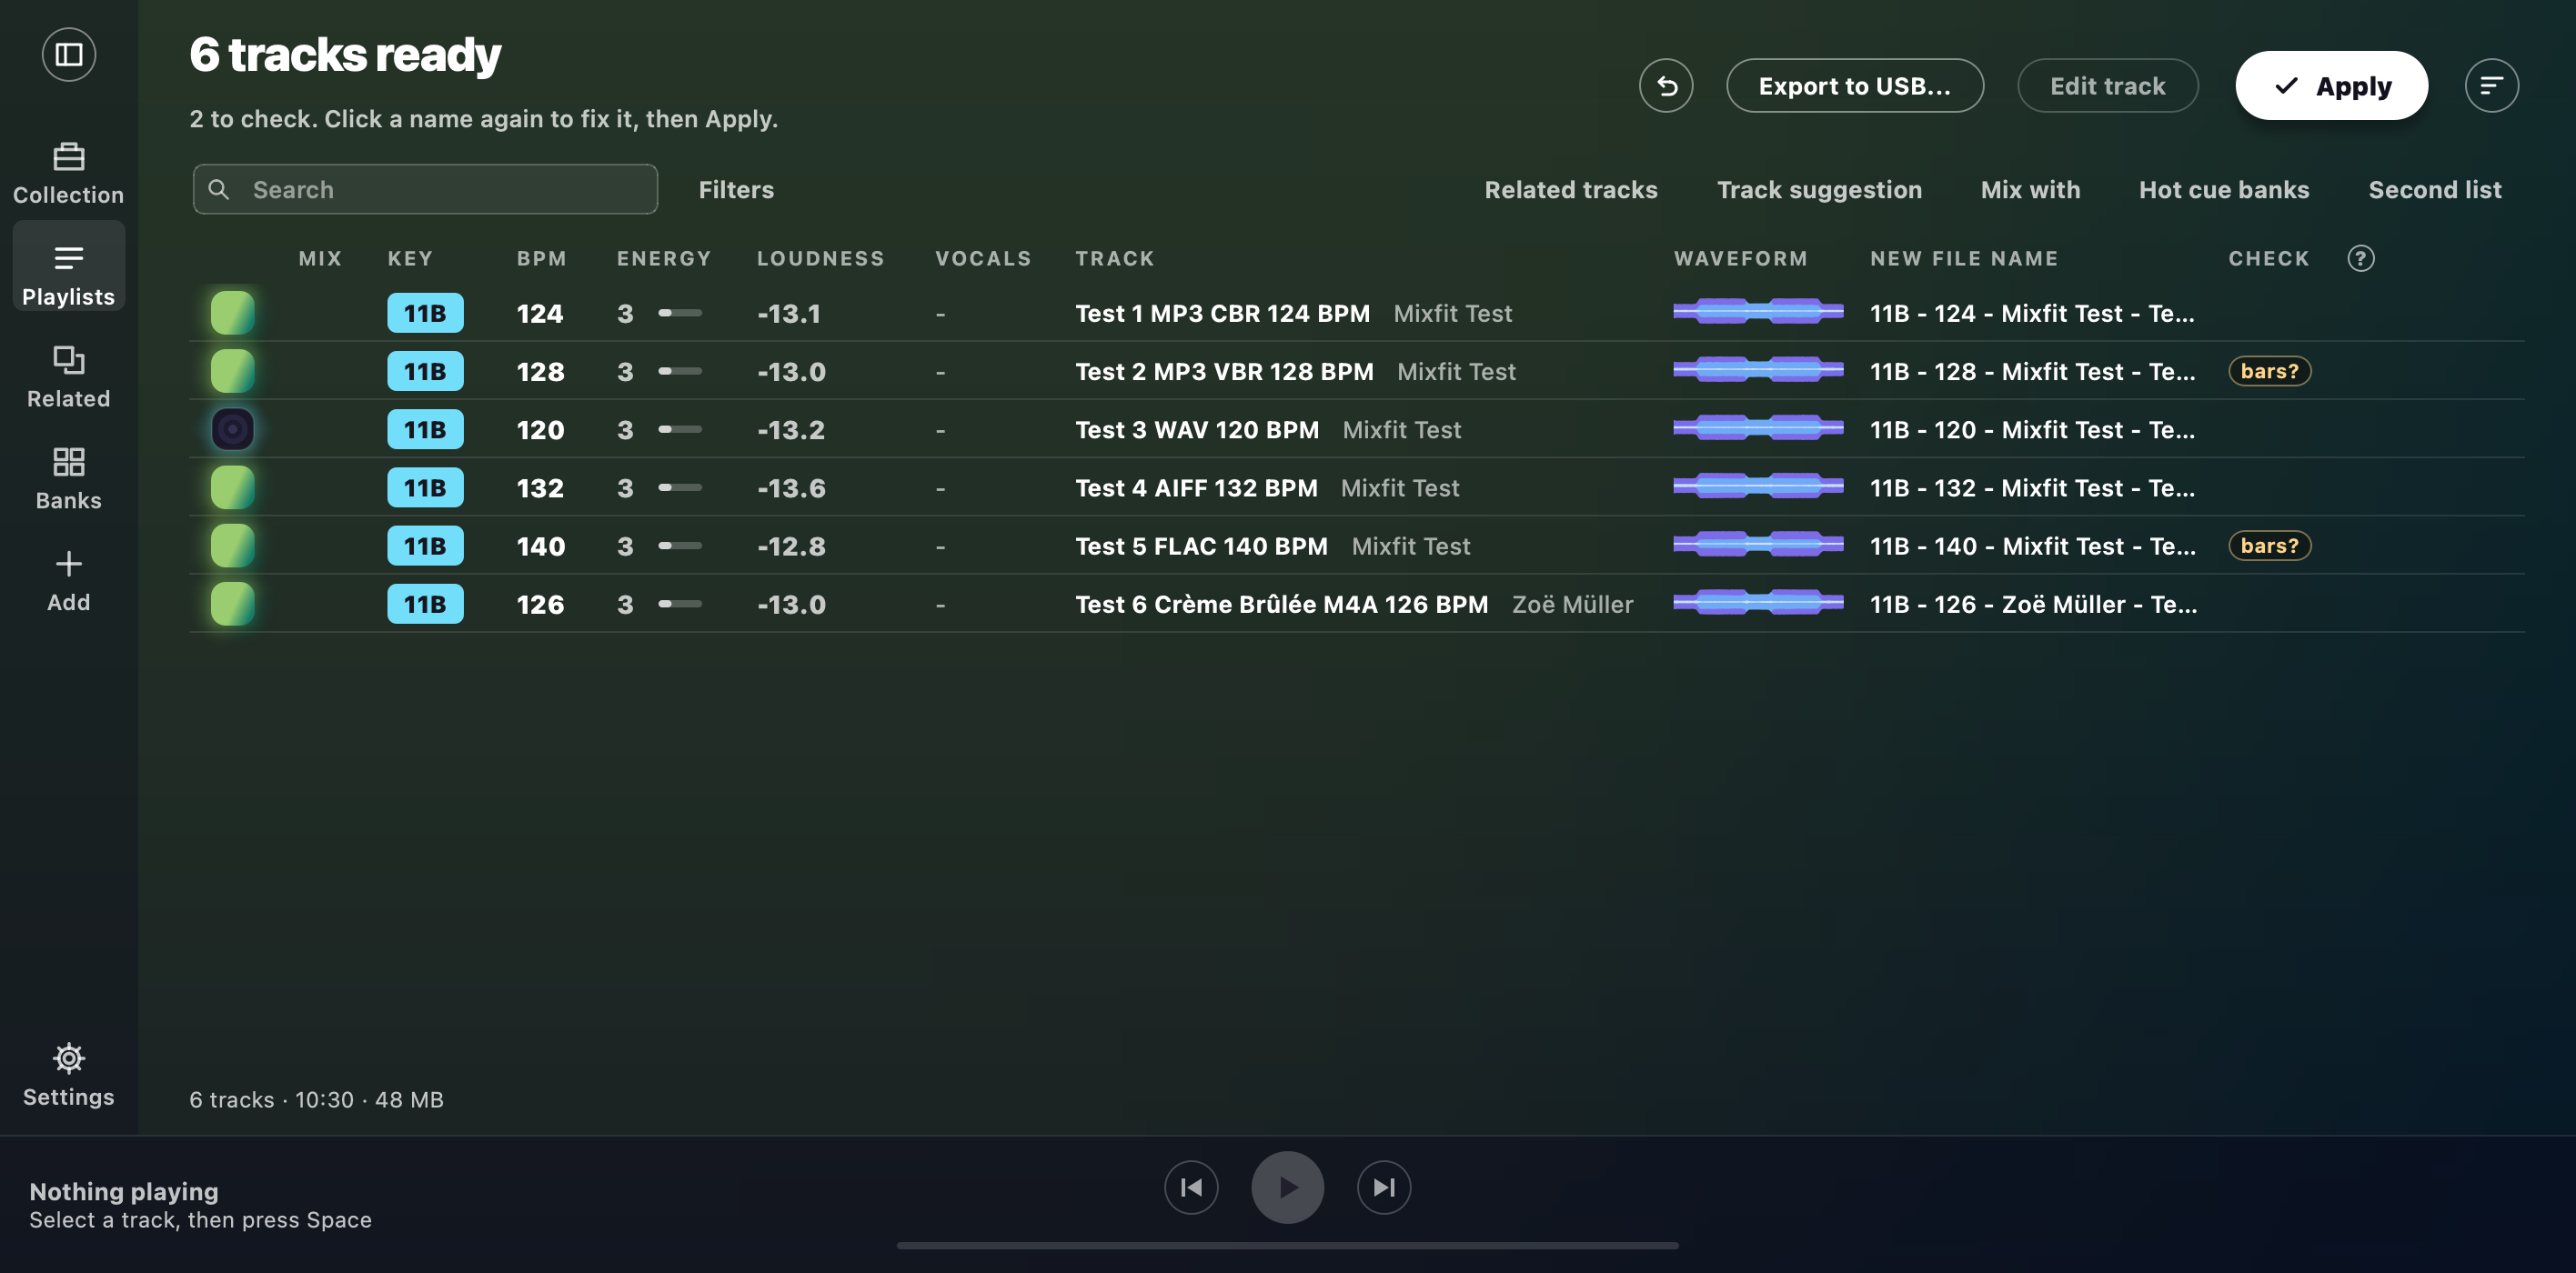 6 tracks ready
2 to check. Click a name again to fix it, then Apply.
Export to USB...
Edit track
Apply
Collection
Playlists
Related
Banks
Add
Settings
Search
Filters
Related tracks
Track suggestion
Mix with
Hot cue banks
Second list
MIX KEY BPM ENERGY LOUDNESS VOCALS TRACK WAVEFORM NEW FILE NAME CHECK ?
11B 124 3 -13.1 - Test 1 MP3 CBR 124 BPM Mixfit Test 11B - 124 - Mixfit Test - Te...
11B 128 3 -13.0 - Test 2 MP3 VBR 128 BPM Mixfit Test 11B - 128 - Mixfit Test - Te... bars?
11B 120 3 -13.2 - Test 3 WAV 120 BPM Mixfit Test 11B - 120 - Mixfit Test - Te...
11B 132 3 -13.6 - Test 4 AIFF 132 BPM Mixfit Test 11B - 132 - Mixfit Test - Te...
11B 140 3 -12.8 - Test 5 FLAC 140 BPM Mixfit Test 11B - 140 - Mixfit Test - Te... bars?
11B 126 3 -13.0 - Test 6 Crème Brûlée M4A 126 BPM Zoë Müller 11B - 126 - Zoë Müller - Te...
6 tracks · 10:30 · 48 MB
Nothing playing
Select a track, then press Space